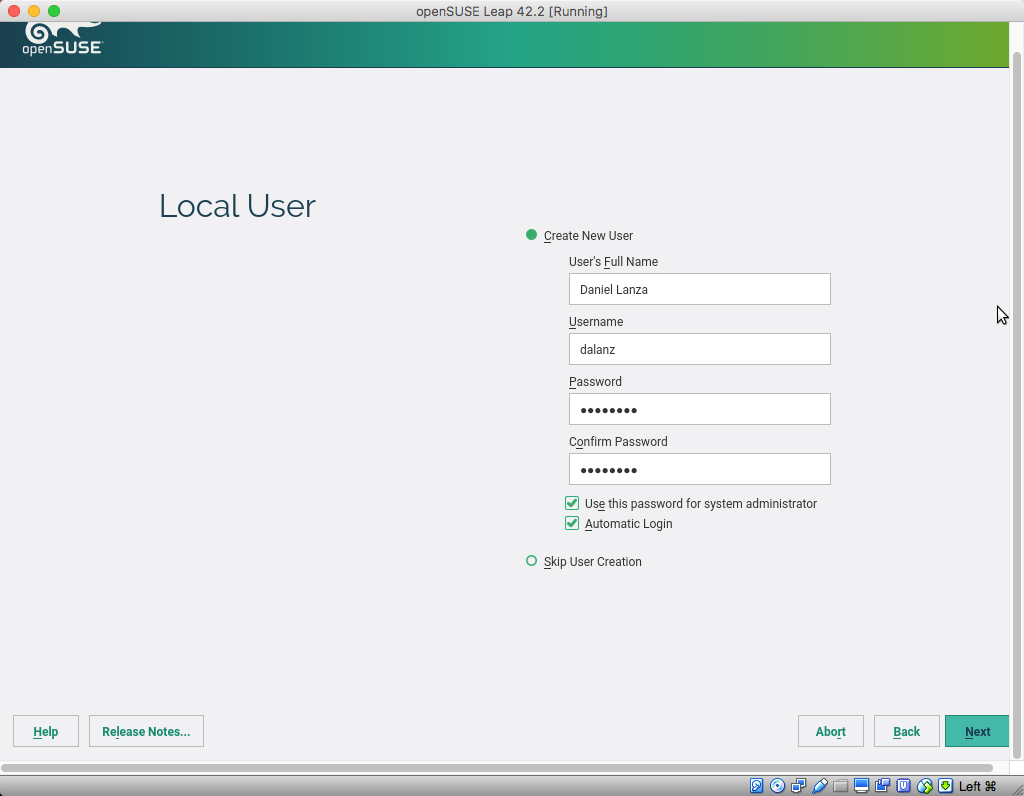 openSUSE Leap 42.2 [Running]
openSUSE
Local User
Create New User
User's Full Name
Daniel Lanza
Username
dalanz
Password
••••••••
Confirm Password
••••••••
Use this password for system administrator
Automatic Login
Skip User Creation
Help
Release Notes...
Abort
Back
Next
Left ⌘